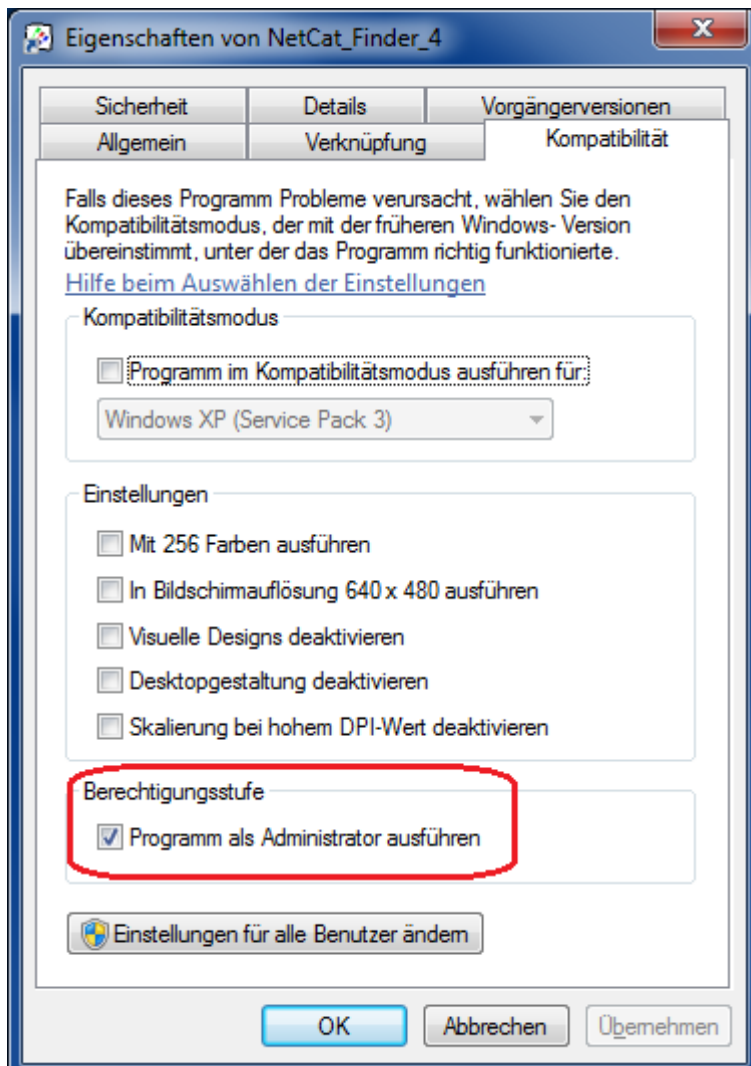 Eigenschaften von NetCat_Finder_4
Sicherheit Details Vorgängerversionen
Allgemein Verknüpfung Kompatibilität
Falls dieses Programm Probleme verursacht, wählen Sie den
Kompatibilitätsmodus, der mit der früheren Windows- Version
übereinstimmt, unter der das Programm richtig funktionierte.
Hilfe beim Auswählen der Einstellungen
Kompatibilitätsmodus
Programm im Kompatibilitätsmodus ausführen für:
Windows XP (Service Pack 3)
Einstellungen
Mit 256 Farben ausführen
In Bildschirmauflösung 640 x 480 ausführen
Visuelle Designs deaktivieren
Desktopgestaltung deaktivieren
Skalierung bei hohem DPI-Wert deaktivieren
Berechtigungsstufe
Programm als Administrator ausführen
Einstellungen für alle Benutzer ändern
OK Abbrechen Übernehmen